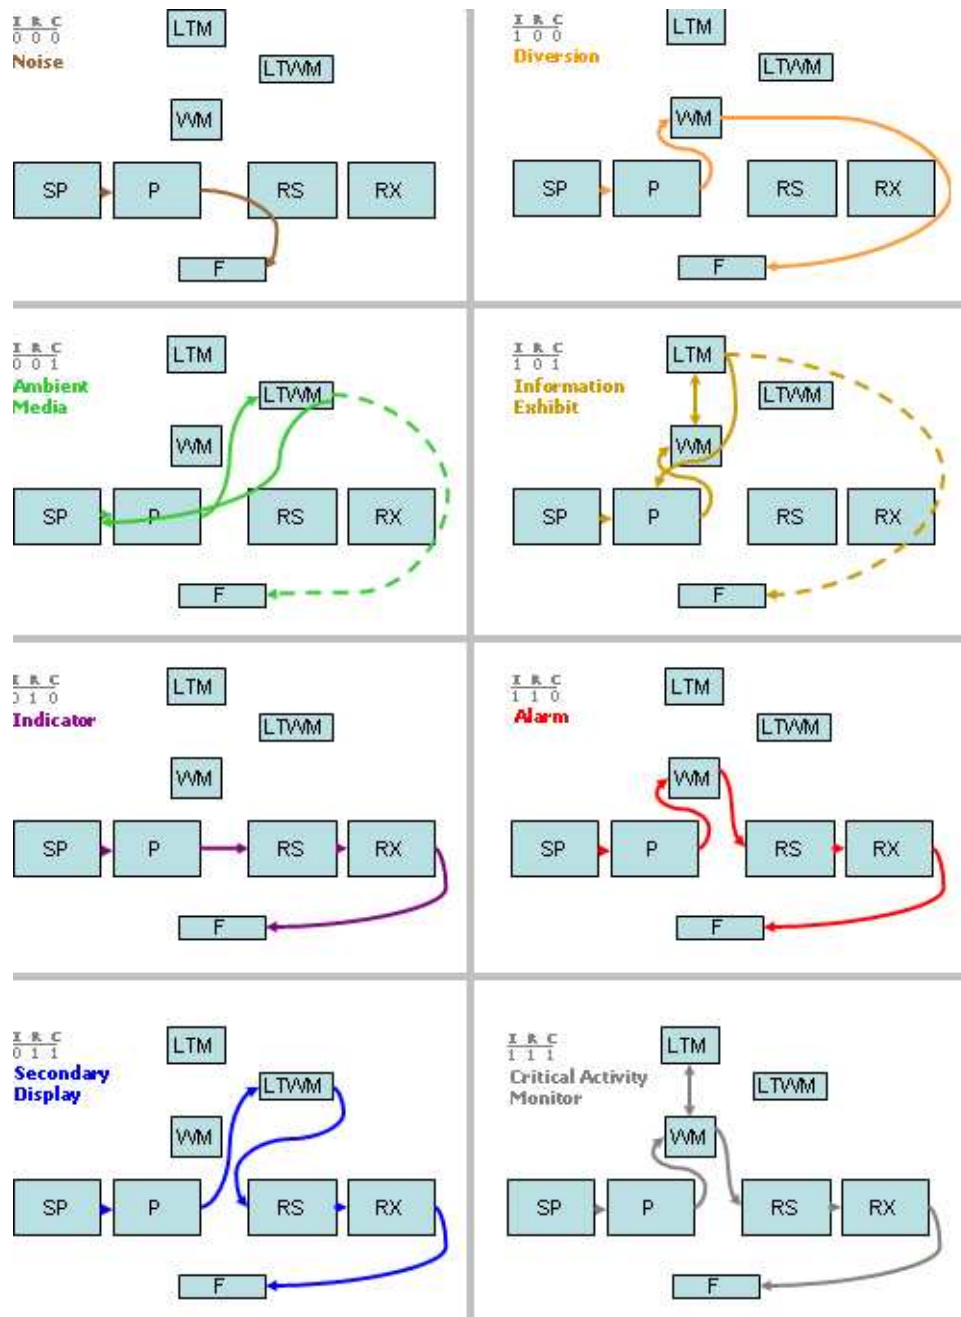 I R C
0 0 0
Noise
LTM
LTWM
WM
SP
P
RS
RX
F
I R C
1 0 0
Diversion
LTM
LTWM
WM
SP
P
RS
RX
F
I R C
0 0 1
Ambient
Media
LTM
LTWM
WM
SP
P
RS
RX
F
I R C
1 0 1
Information
Exhibit
LTM
LTWM
WM
SP
P
RS
RX
F
I R C
0 1 0
Indicator
LTM
LTWM
WM
SP
P
RS
RX
F
I R C
1 1 0
Alarm
LTM
LTWM
WM
SP
P
RS
RX
F
I R C
0 1 1
Secondary
Display
LTM
LTWM
WM
SP
P
RS
RX
F
I R C
1 1 1
Critical Activity
Monitor
LTM
LTWM
WM
SP
P
RS
RX
F